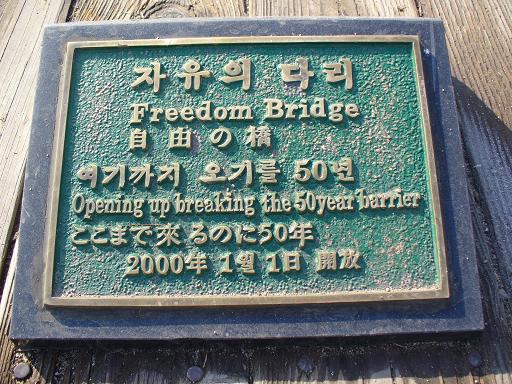 자유의 다리
Freedom Bridge
自由の橋
여기까지 오기를 50년
Opening up breaking the 50year barrier
ここまで來るのに50年
2000年 1월 1日 開放